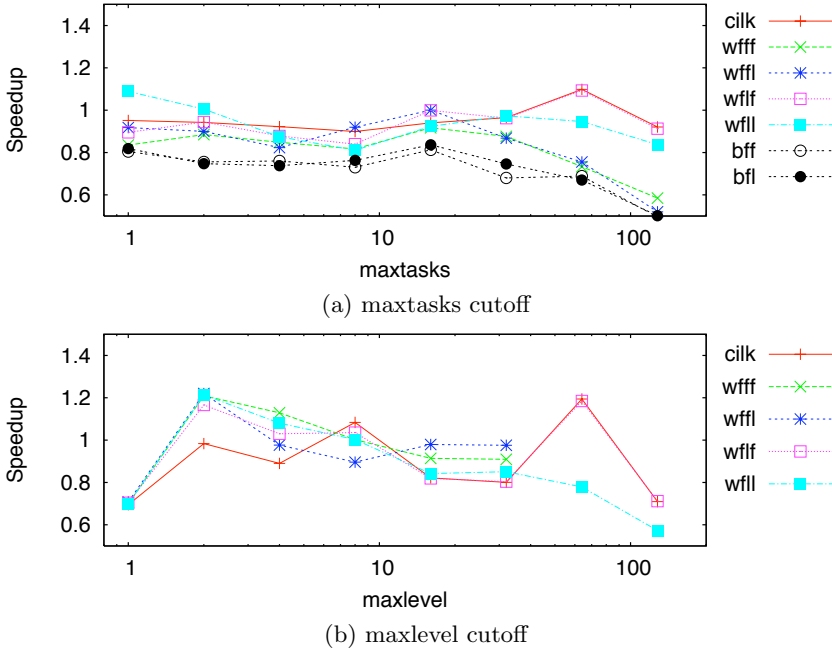 1.4
1.2
1
0.8
0.6
Speedup
1
10
100
maxtasks
cilk
wfff
wffl
wflf
wfll
bff
bfl
(a) maxtasks cutoff
1.4
1.2
1
0.8
0.6
Speedup
1
10
100
maxlevel
cilk
wfff
wffl
wflf
wfll
(b) maxlevel cutoff